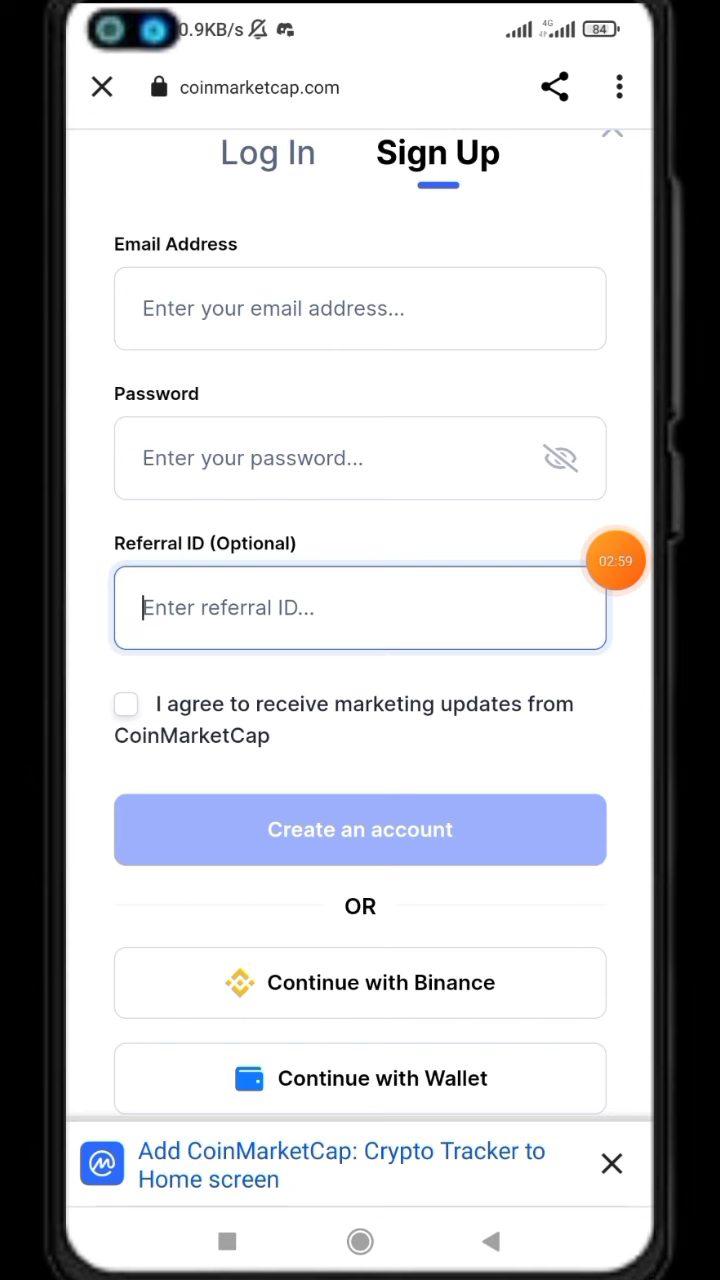 0.9KB/s 4G 84
coinmarketcap.com
Log In Sign Up
Email Address
Enter your email address...
Password
Enter your password...
Referral ID (Optional)
02:59
Enter referral ID...
I agree to receive marketing updates from
CoinMarketCap
Create an account
OR
Continue with Binance
Continue with Wallet
Add CoinMarketCap: Crypto Tracker to
Home screen